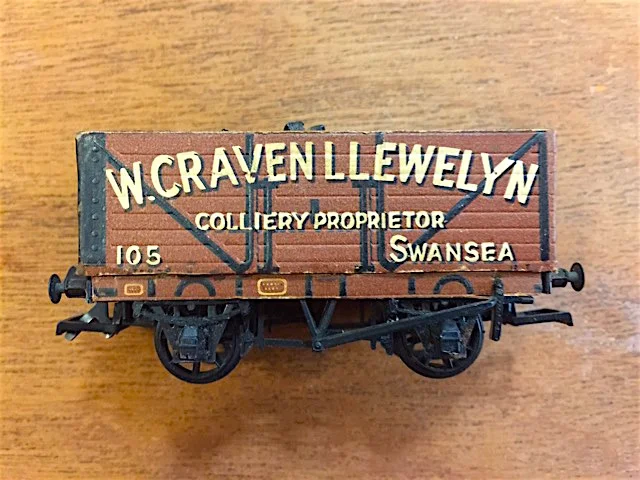 W. CRAVEN LLEWELYN
COLLIERY PROPRIETOR
105 SWANSEA